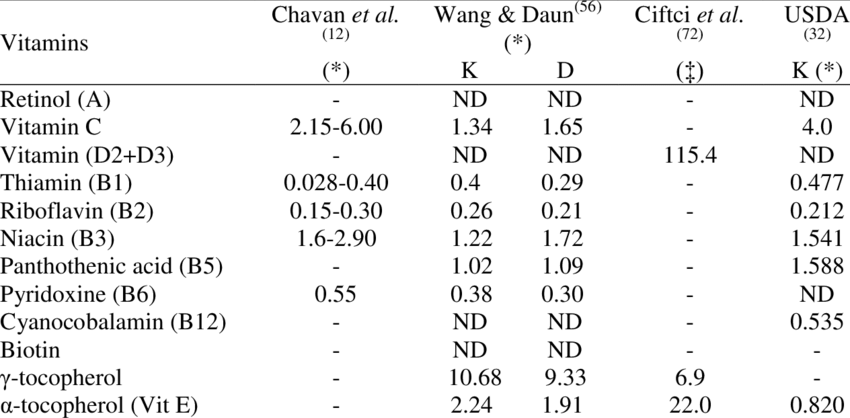 Vitamins Chavan et al. (12) (*) Wang & Daun(56) (*) Ciftci et al. (72) (‡) USDA (32)
K D K (*)
Retinol (A) - ND ND - ND
Vitamin C 2.15-6.00 1.34 1.65 - 4.0
Vitamin (D2+D3) - ND ND 115.4 ND
Thiamin (B1) 0.028-0.40 0.4 0.29 - 0.477
Riboflavin (B2) 0.15-0.30 0.26 0.21 - 0.212
Niacin (B3) 1.6-2.90 1.22 1.72 - 1.541
Panthothenic acid (B5) - 1.02 1.09 - 1.588
Pyridoxine (B6) 0.55 0.38 0.30 - ND
Cyanocobalamin (B12) - ND ND - 0.535
Biotin - ND ND - -
γ-tocopherol - 10.68 9.33 6.9 -
α-tocopherol (Vit E) - 2.24 1.91 22.0 0.820